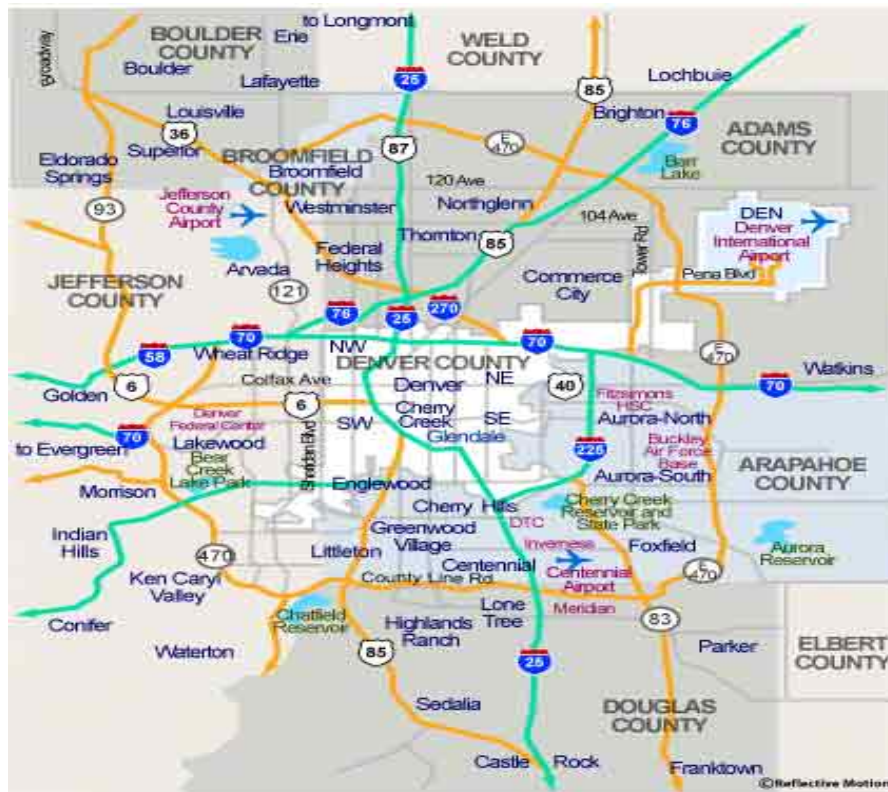 to Longmont
BOULDER
COUNTY
Erie
WELD
COUNTY
Broadway
Boulder
Lafayette
25
85
Lochbuie
Louisville
Brighton
76
36
87
E
470
ADAMS
COUNTY
Superior
BROOMFIELD
COUNTY
Broomfield
Barr
Lake
Eldorado
Springs
120 Ave
93
Jefferson
County
Airport
Westminster
Northglenn
104 Ave
DEN
Denver
International
Airport
Thornton
85
Tower Rd
Federal
Heights
Arvada
Pena Blvd
JEFFERSON
COUNTY
121
Commerce
City
76
25
270
58
70
Wheat Ridge
NW
DENVER COUNTY
70
E
470
Watkins
Golden
6
Colfax Ave
Denver
NE
40
70
6
Denver
Federal Center
SW
Cherry
Creek
SE
Fitzsimons
HSC
Aurora-North
to Evergreen
70
Lakewood
Sheridan Blvd
Glendale
225
Buckley
Air Force
Base
Bear
Creek
Lake Park
Aurora-South
ARAPAHOE
COUNTY
Morrison
Englewood
Cherry Hills
Cherry Creek
Reservoir and
State Park
Indian
Hills
Greenwood
Village
DTC
470
Littleton
Centennial
Inverness
Foxfield
Aurora
Reservoir
Ken Caryl
Valley
County Line Rd
Centennial
Airport
E
470
Chatfield
Reservoir
Lone
Tree
Meridian
83
Conifer
Highlands
Ranch
Waterton
85
25
Parker
ELBERT
COUNTY
Sedalia
DOUGLAS
COUNTY
Castle Rock
Franktown
©Reflective Motion